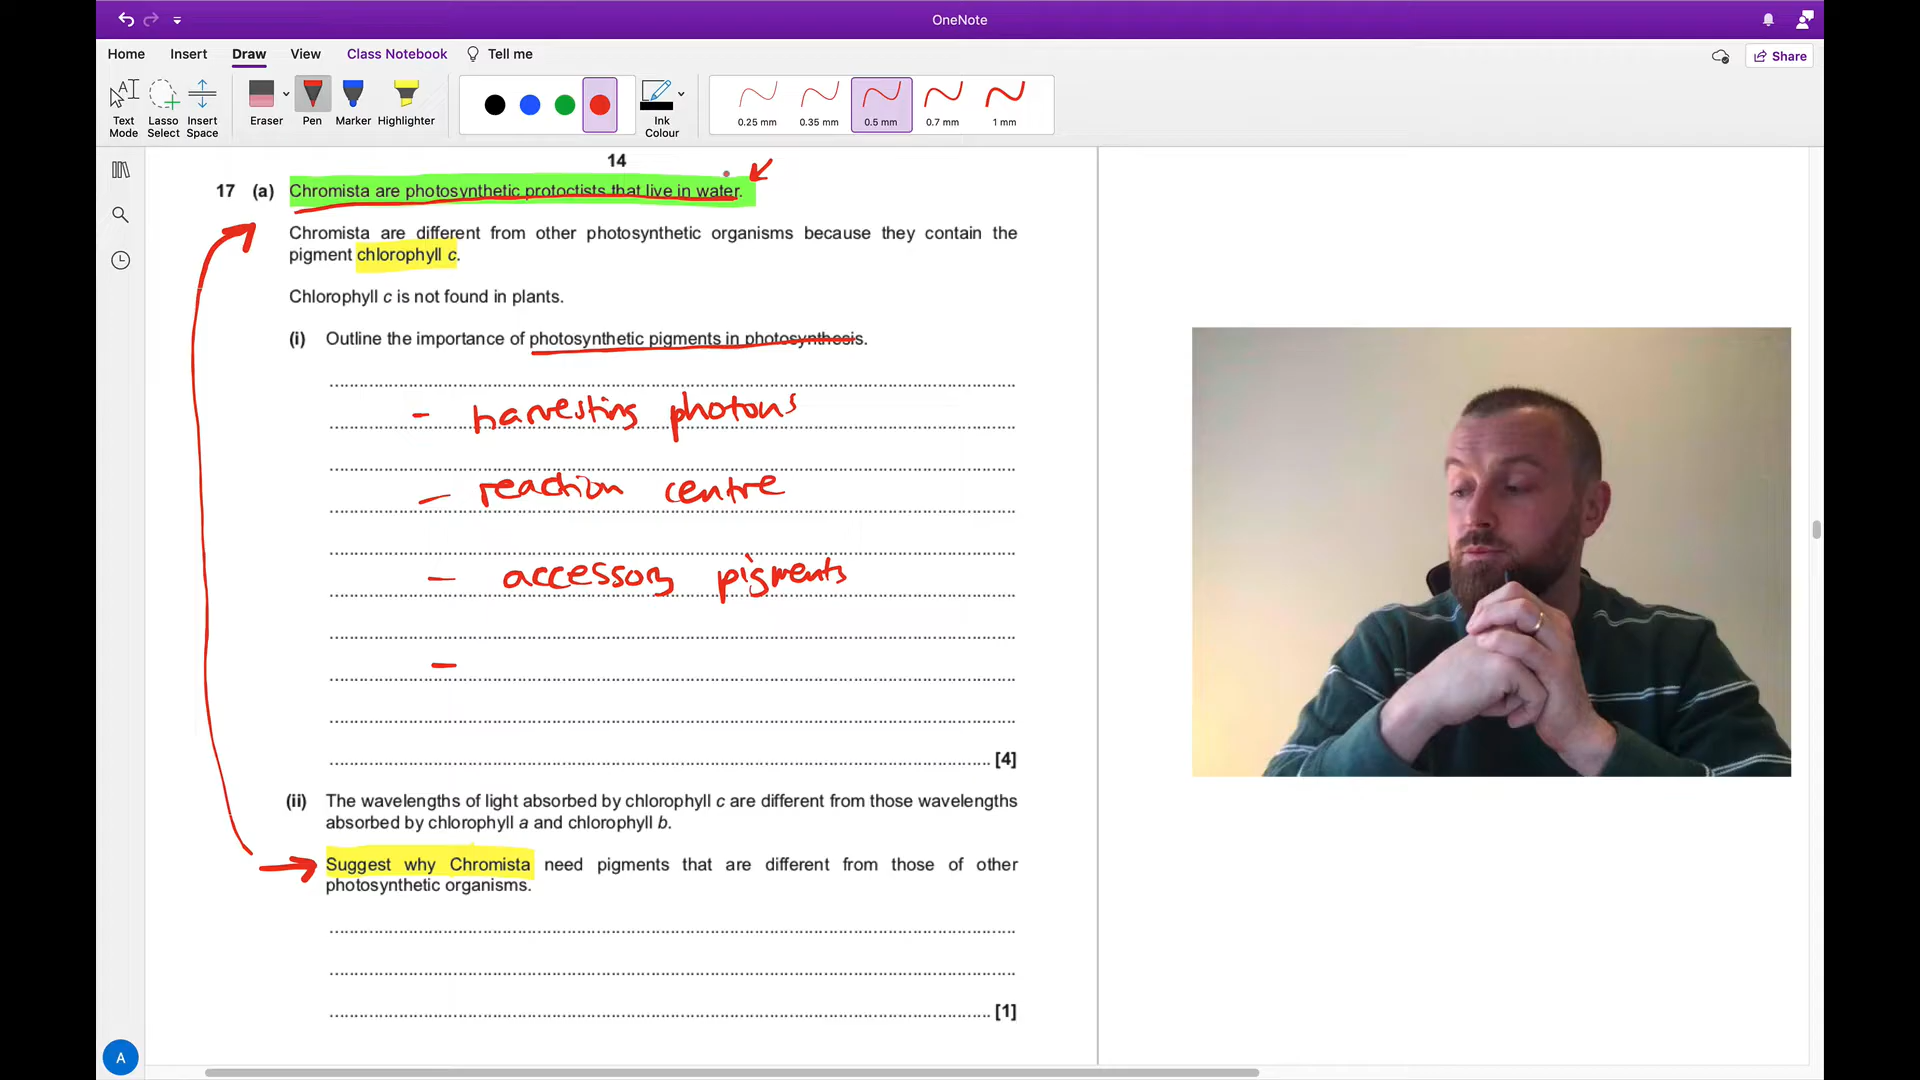 OneNote
Home Insert Draw View Class Notebook Tell me
Share
Text Mode
Lasso Select
Insert Space
Eraser
Pen
Marker
Highlighter
Ink Colour
0.25 mm
0.35 mm
0.5 mm
0.7 mm
1 mm
14
17 (a) Chromista are photosynthetic protoctists that live in water.
Chromista are different from other photosynthetic organisms because they contain the
pigment chlorophyll c.
Chlorophyll c is not found in plants.
(i) Outline the importance of photosynthetic pigments in photosynthesis.
- harvesting photons
- reaction centre
- accessory pigments
-
[4]
(ii) The wavelengths of light absorbed by chlorophyll c are different from those wavelengths
absorbed by chlorophyll a and chlorophyll b.
Suggest why Chromista need pigments that are different from those of other
photosynthetic organisms.
[1]
A